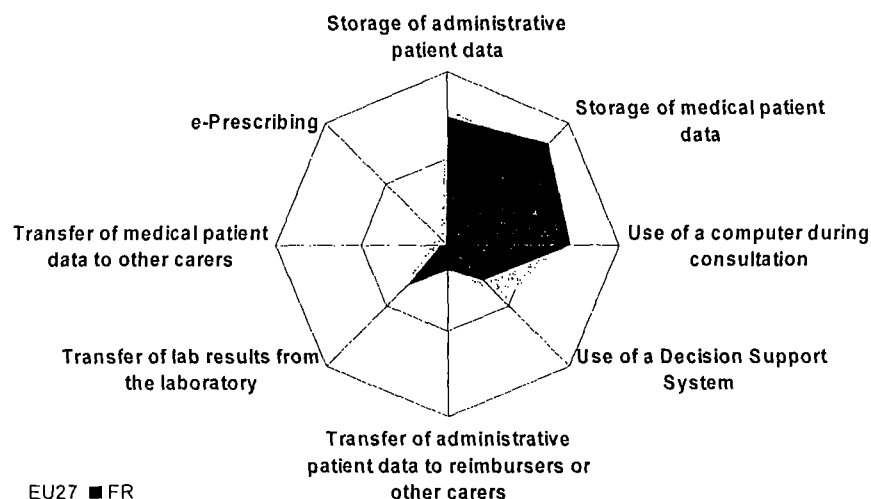 Storage of administrative
patient data
Storage of medical patient
data
e-Prescribing
Transfer of medical patient
data to other carers
Use of a computer during
consultation
Transfer of lab results from
the laboratory
Use of a Decision Support
System
Transfer of administrative
patient data to reimbursers or
other carers
EU27 FR